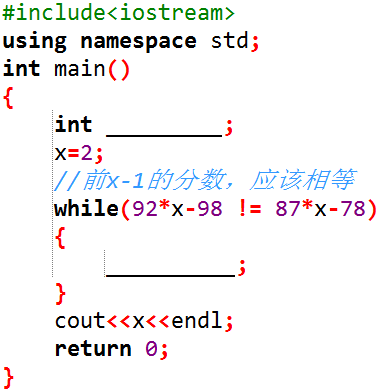 #include<iostream>
using namespace std;
int main()
{
int __________;
x=2;
//前x-1的分数，应该相等
while(92*x-98 != 87*x-78)
{
___________;
}
cout<<x<<endl;
return 0;
}